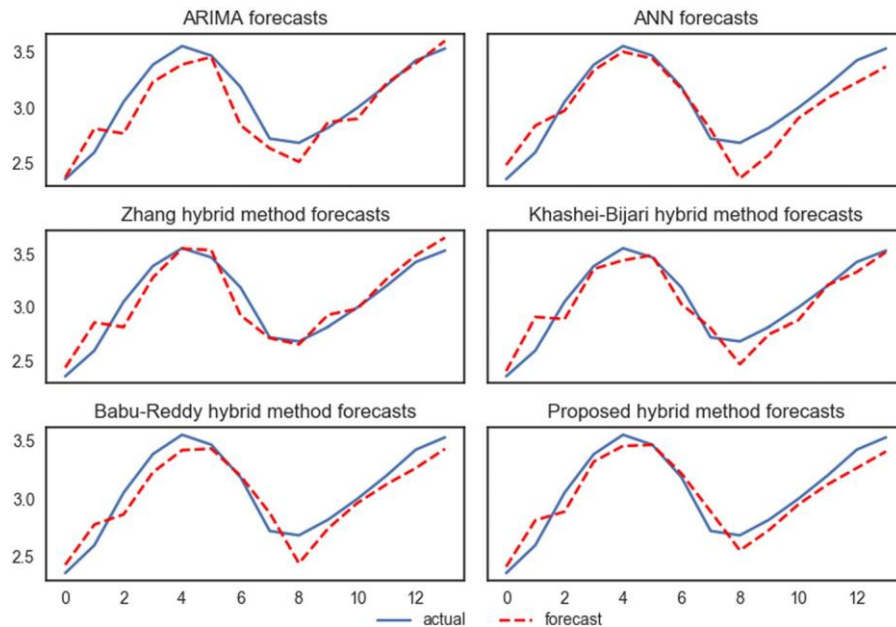 ARIMA forecasts
ANN forecasts
3.5
3.0
2.5
Zhang hybrid method forecasts
Khashei-Bijari hybrid method forecasts
3.5
3.0
2.5
Babu-Reddy hybrid method forecasts
Proposed hybrid method forecasts
3.5
3.0
2.5
0 2 4 6 8 10 12
0 2 4 6 8 10 12
actual
forecast